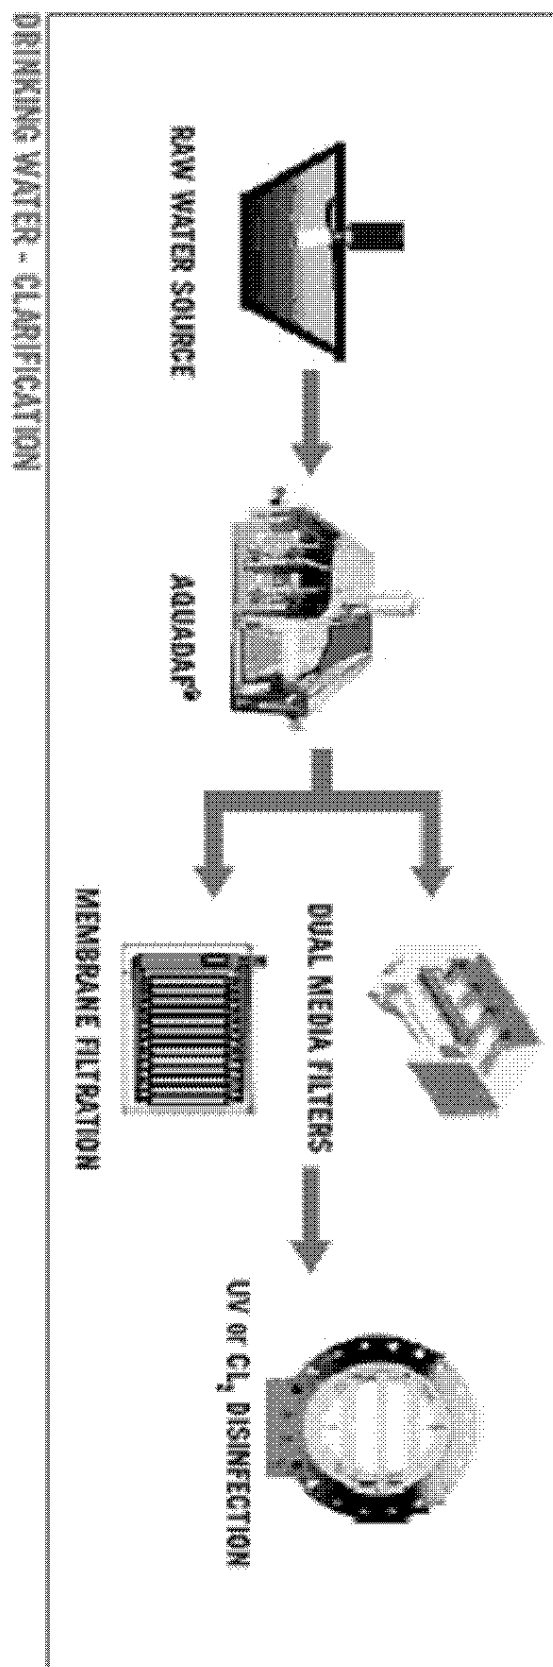 RAW WATER SOURCE
AQUADAF®
DUAL MEDIA FILTERS
MEMBRANE FILTRATION
UV or Cl₂ DISINFECTION
DRINKING WATER - CLARIFICATION